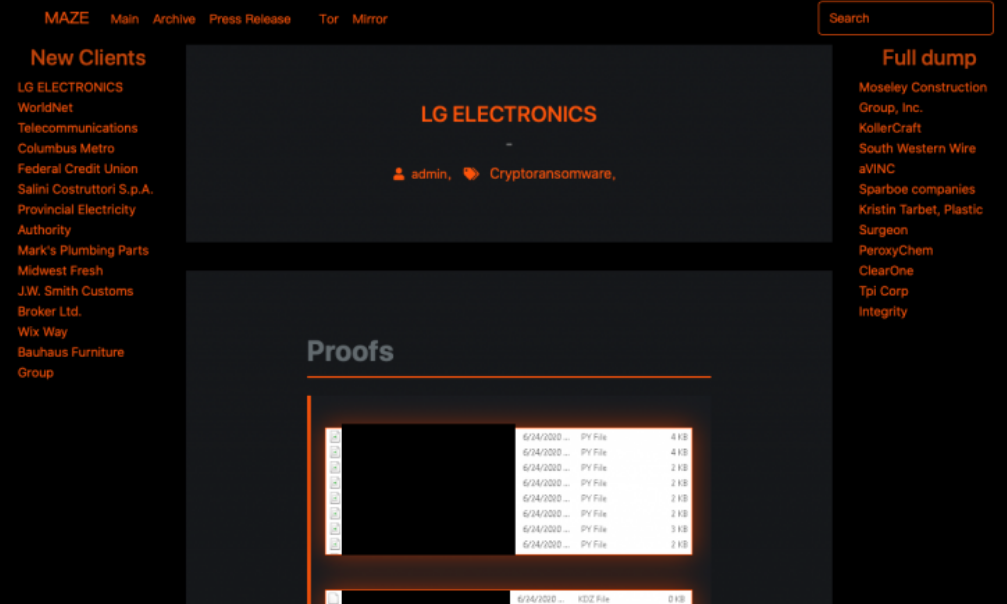 MAZE Main Archive Press Release Tor Mirror Search
New Clients
LG ELECTRONICS
WorldNet
Telecommunications
Columbus Metro
Federal Credit Union
Salini Costruttori S.p.A.
Provincial Electricity
Authority
Mark's Plumbing Parts
Midwest Fresh
J.W. Smith Customs
Broker Ltd.
Wix Way
Bauhaus Furniture
Group
LG ELECTRONICS
-
admin, Cryptoransomware,
Proofs
6/24/2020 ... PY File 4 KB
6/24/2020 ... PY File 4 KB
6/24/2020 ... PY File 2 KB
6/24/2020 ... PY File 2 KB
6/24/2020 ... PY File 2 KB
6/24/2020 ... PY File 2 KB
6/24/2020 ... PY File 3 KB
6/24/2020 ... PY File 2 KB
6/24/2020 ... KDZ File 0 KB
Full dump
Moseley Construction
Group, Inc.
KollerCraft
South Western Wire
aVINC
Sparboe companies
Kristin Tarbet, Plastic
Surgeon
PeroxyChem
ClearOne
Tpi Corp
Integrity